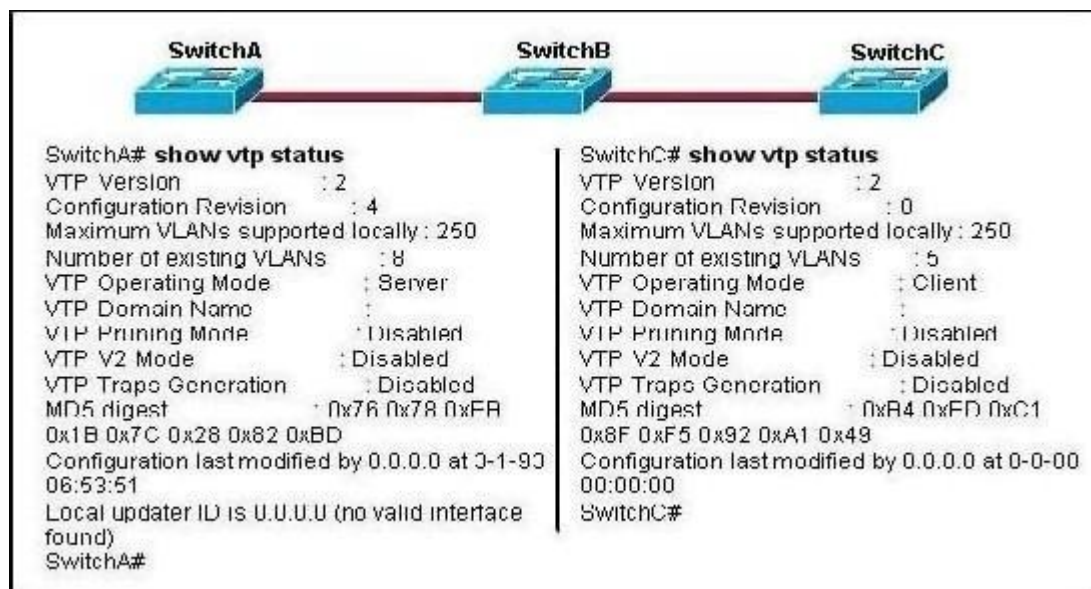 SwitchA
SwitchB
SwitchC
SwitchA# show vtp status
VTP Version : 2
Configuration Revision : 4
Maximum VLANs supported locally : 250
Number of existing VLANs : 8
VTP Operating Mode : Server
VTP Domain Name :
VTP Pruning Mode : Disabled
VTP V2 Mode : Disabled
VTP Traps Generation : Disabled
MD5 digest : 0x76 0x78
0x1B 0x7C 0x28 0x82 0xBD
Configuration last modified by 0.0.0.0 at
06:53:51
Local updater ID is 0.0.0.0 (no valid interface
found)
SwitchA#
SwitchC# show vtp status
VTP Version : 2
Configuration Revision : 0
Maximum VLANs supported locally : 250
Number of existing VLANs : 5
VTP Operating Mode : Client
VTP Domain Name :
VTP Pruning Mode : Disabled
VTP V2 Mode : Disabled
VTP Traps Generation : Disabled
MD5 digest : 0xB4 0xED 0xC1
0x8F 0xF5 0x92 0xA1 0x49
Configuration last modified by 0.0.0.0 at 0-0-00
00:00:00
SwitchC#